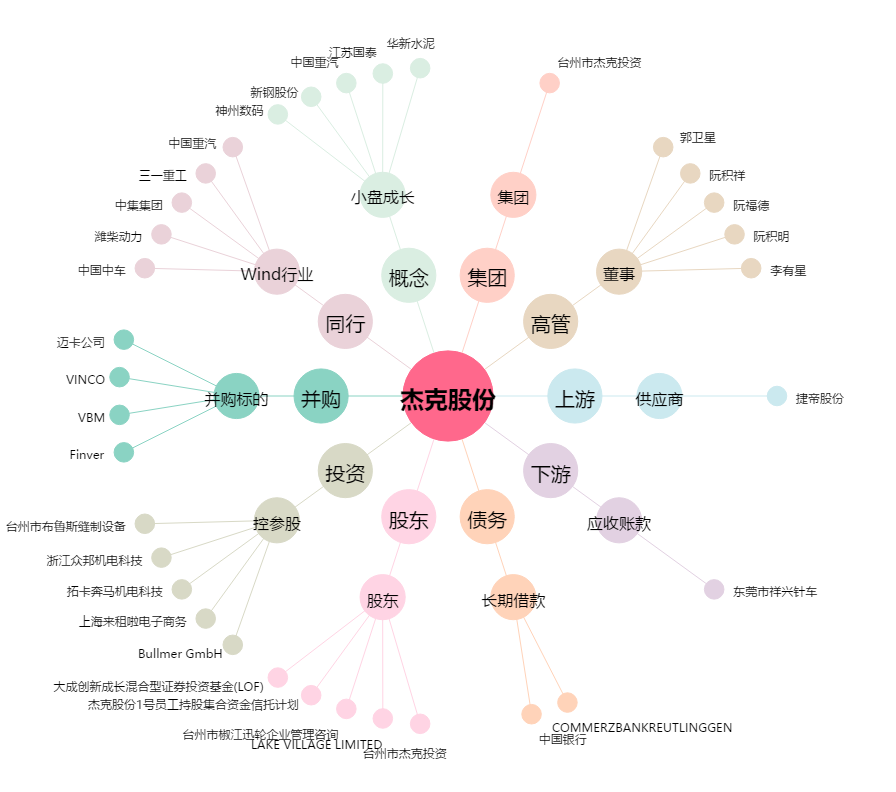 华新水泥
江苏国泰
中国重汽
新钢股份
神州数码
台州市杰克投资
中国重汽
三一重工
中集集团
潍柴动力
中国中车
小盘成长
集团
郭卫星
阮积祥
阮福德
阮积明
李有星
Wind行业
概念
集团
董事
同行
高管
迈卡公司
VINCO
VBM
Finver
并购标的
并购
杰克股份
上游
供应商
捷帝股份
投资
下游
控参股
股东
债务
应收账款
台州市布鲁斯缝制设备
浙江众邦机电科技
拓卡奔马机电科技
上海来租啦电子商务
Bullmer GmbH
股东
长期借款
东莞市祥兴针车
大成创新成长混合型证券投资基金(LOF)
杰克股份1号员工持股集合资金信托计划
台州市椒江迅轮企业管理咨询
LAKE VILLAGE LIMITED
台州市杰克投资
COMMERZBANKREUTLINGGEN
中国银行